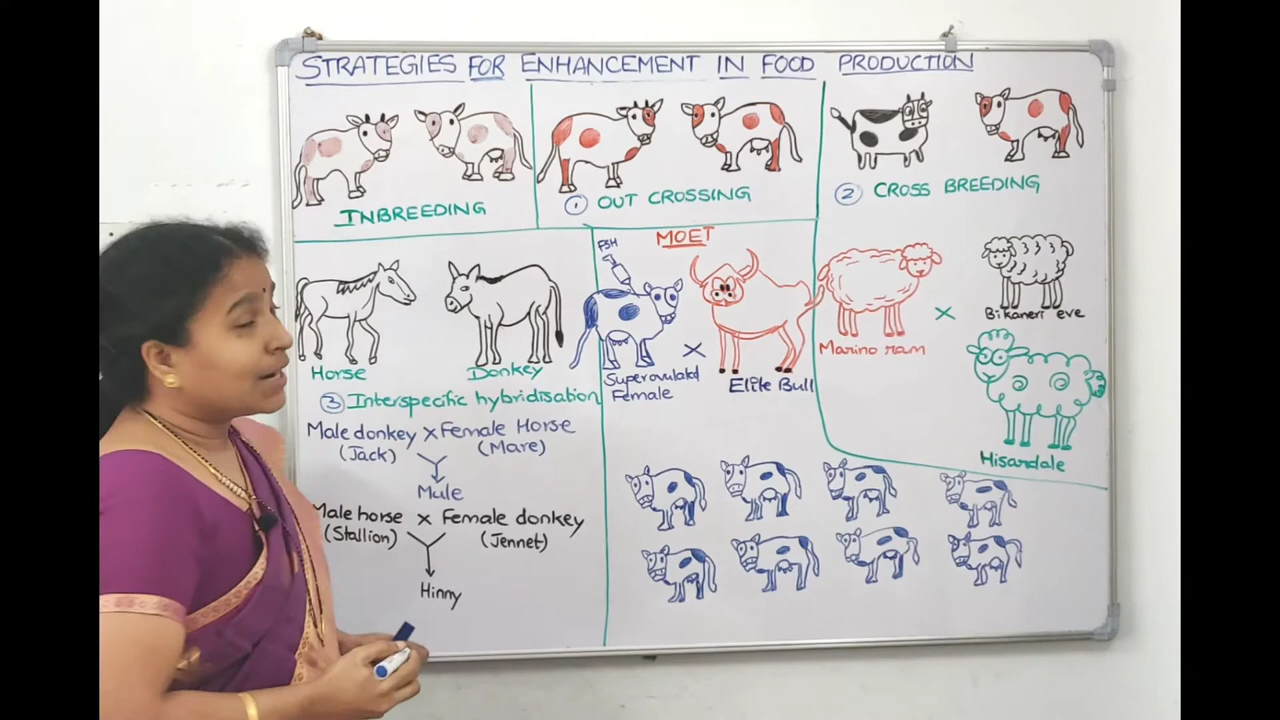 STRATEGIES FOR ENHANCEMENT IN FOOD PRODUCTION
INBREEDING
① OUT CROSSING
② CROSS BREEDING
Horse
Donkey
③ Interspecific hybridisation
Male donkey × Female Horse
(Jack) (Mare)
Mule
Male horse × Female donkey
(Stallion) (Jennet)
Hinny
MOET
FSH
×
Superovulatd
Female
Elite Bull
Marino ram
×
Bikaneri eve
Hisardale